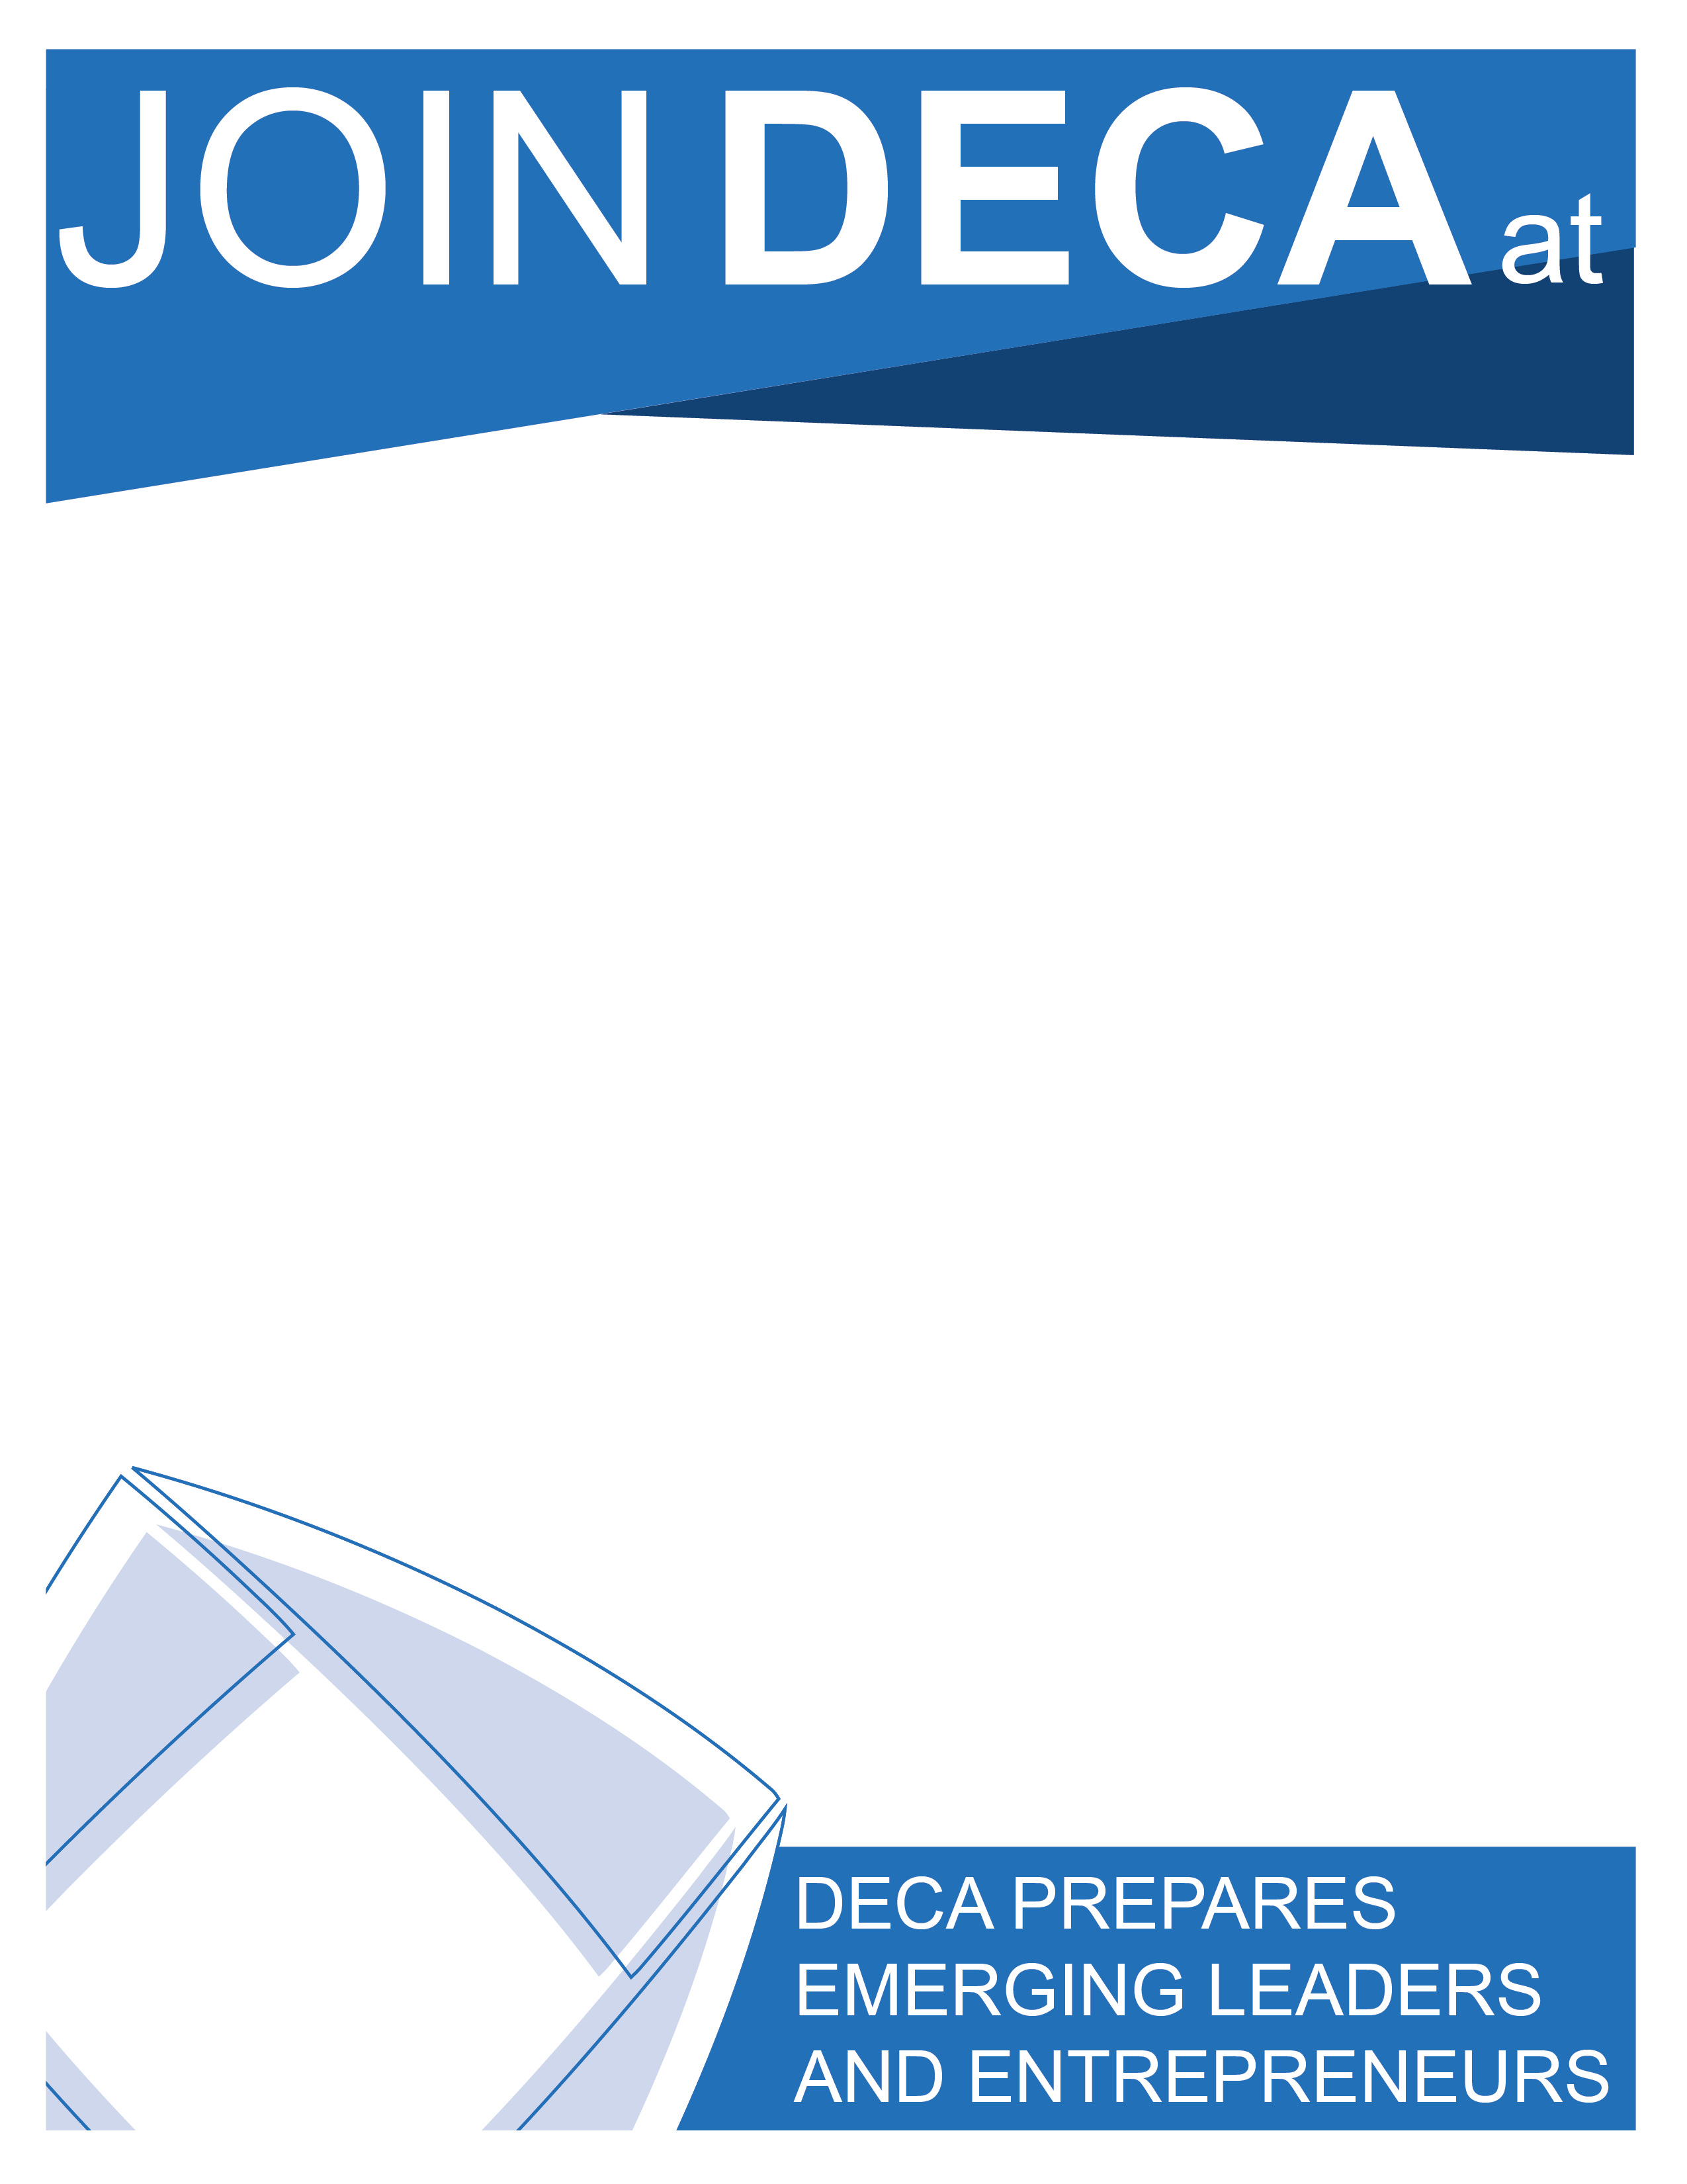 JOIN DECA at
DECA PREPARES
EMERGING LEADERS
AND ENTREPRENEURS